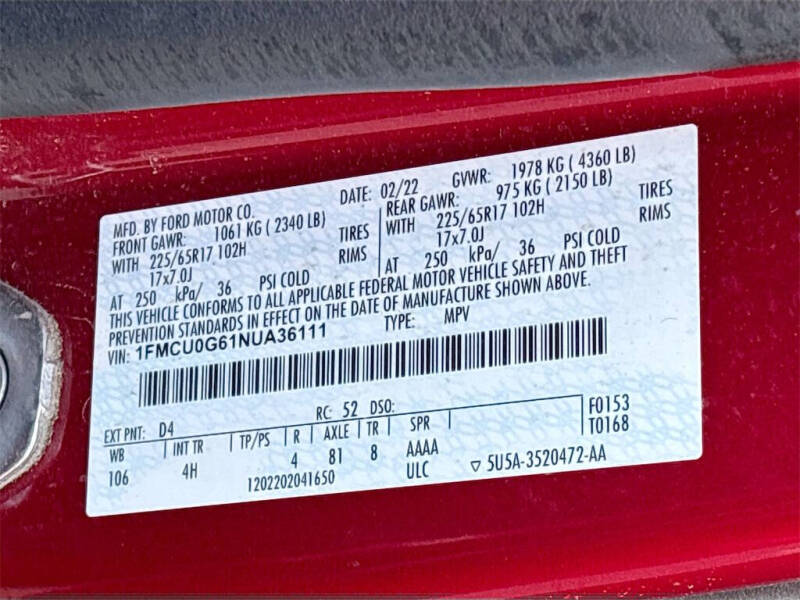 MFD. BY FORD MOTOR CO. DATE: 02/22 GVWR: 1978 KG ( 4360 LB)
FRONT GAWR: 1061 KG ( 2340 LB) REAR GAWR: 975 KG ( 2150 LB)
WITH 225/65R17 102H TIRES WITH 225/65R17 102H TIRES
17x7.0J RIMS 17x7.0J RIMS
AT 250 kPa/ 36 PSI COLD AT 250 kPa/ 36 PSI COLD
THIS VEHICLE CONFORMS TO ALL APPLICABLE FEDERAL MOTOR VEHICLE SAFETY AND THEFT
PREVENTION STANDARDS IN EFFECT ON THE DATE OF MANUFACTURE SHOWN ABOVE.
VIN: 1FMCU0G61NUA36111 TYPE: MPV
EXT PNT: D4 RC: 52 DSO: F0153
WB INT TR TP/PS R AXLE TR SPR T0168
106 4H 4 81 8 AAAA
1202202041650 ULC ▽ 5U5A-3520472-AA